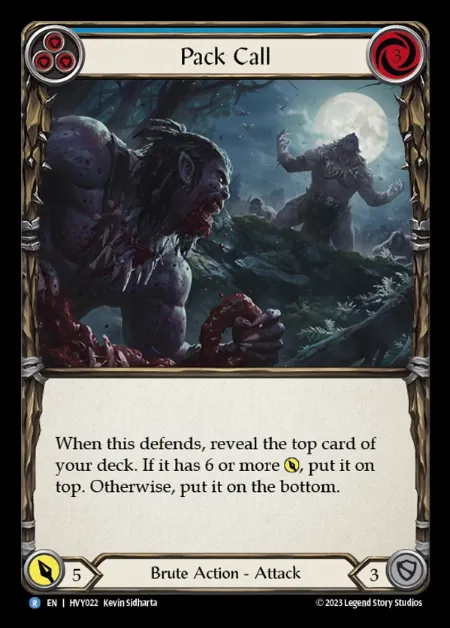 Pack Call
3
When this defends, reveal the top card of
your deck. If it has 6 or more , put it on
top. Otherwise, put it on the bottom.
5
Brute Action - Attack
3
R EN | HVY022 Kevin Sidharta
© 2023 Legend Story Studios